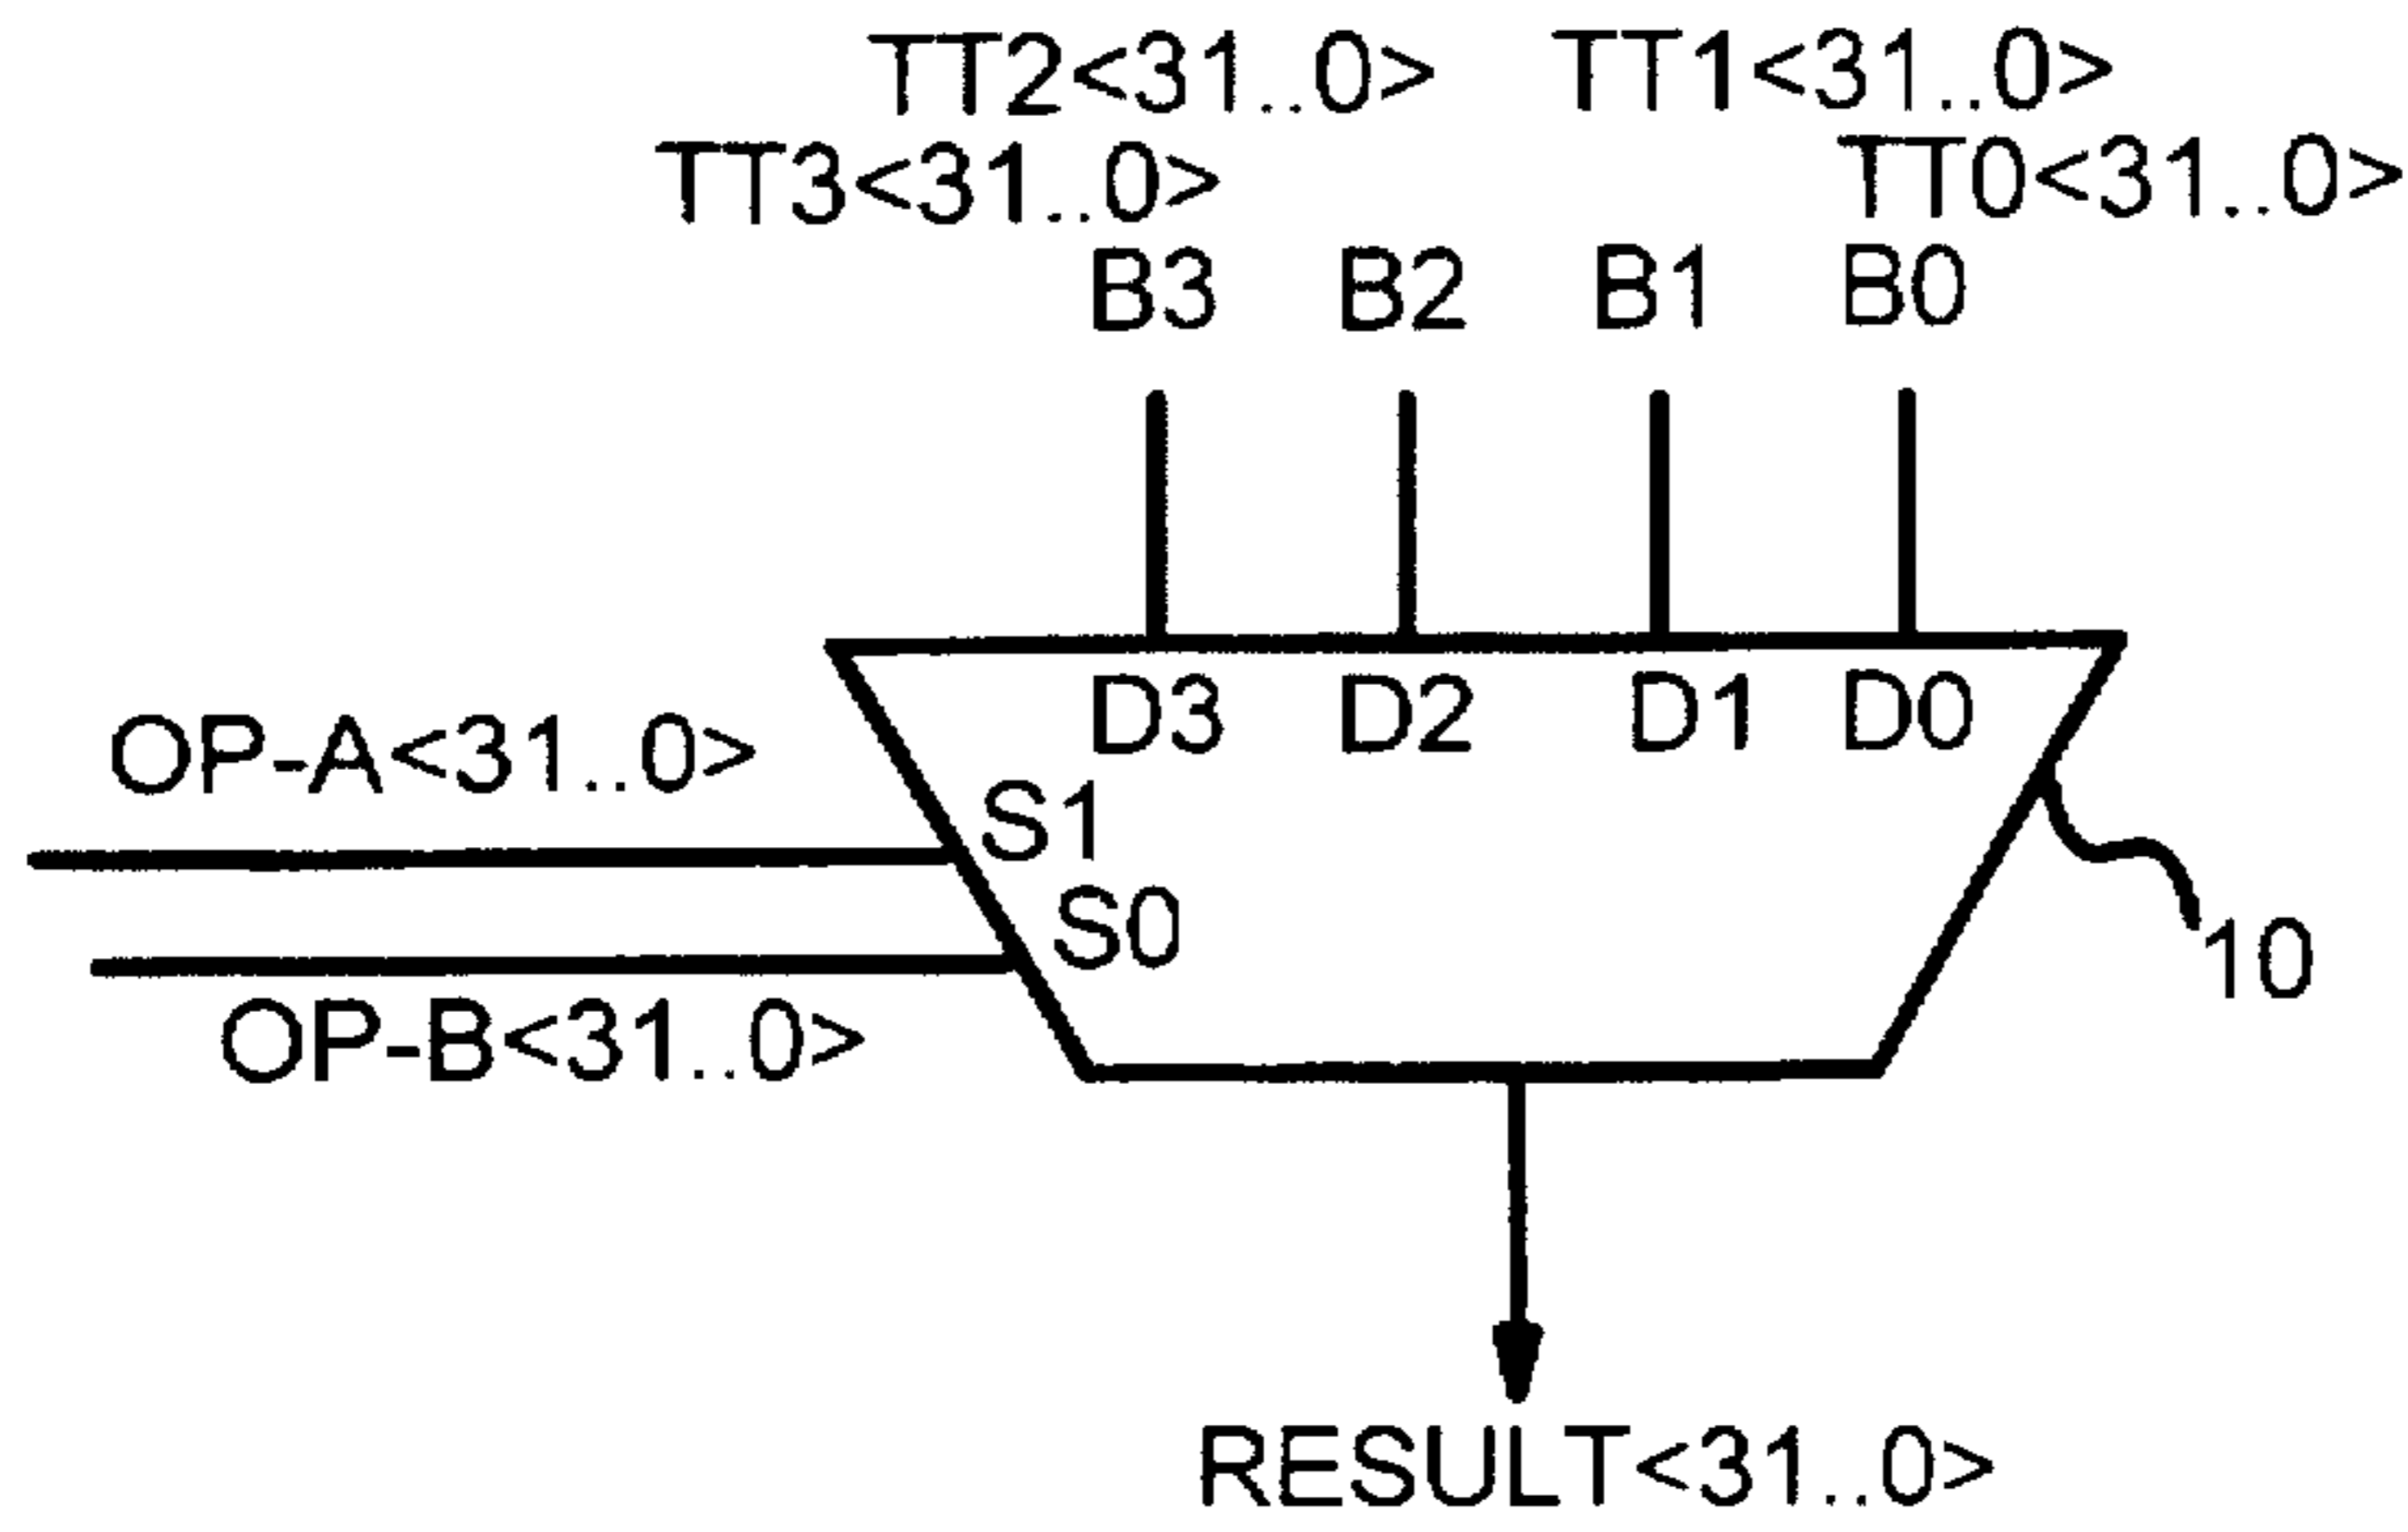 TT2<31..0> TT1<31..0>
TT3<31..0> TT0<31..0>
B3 B2 B1 B0
D3 D2 D1 D0
OP-A<31..0>
S1
S0
10
OP-B<31..0>
RESULT<31..0>